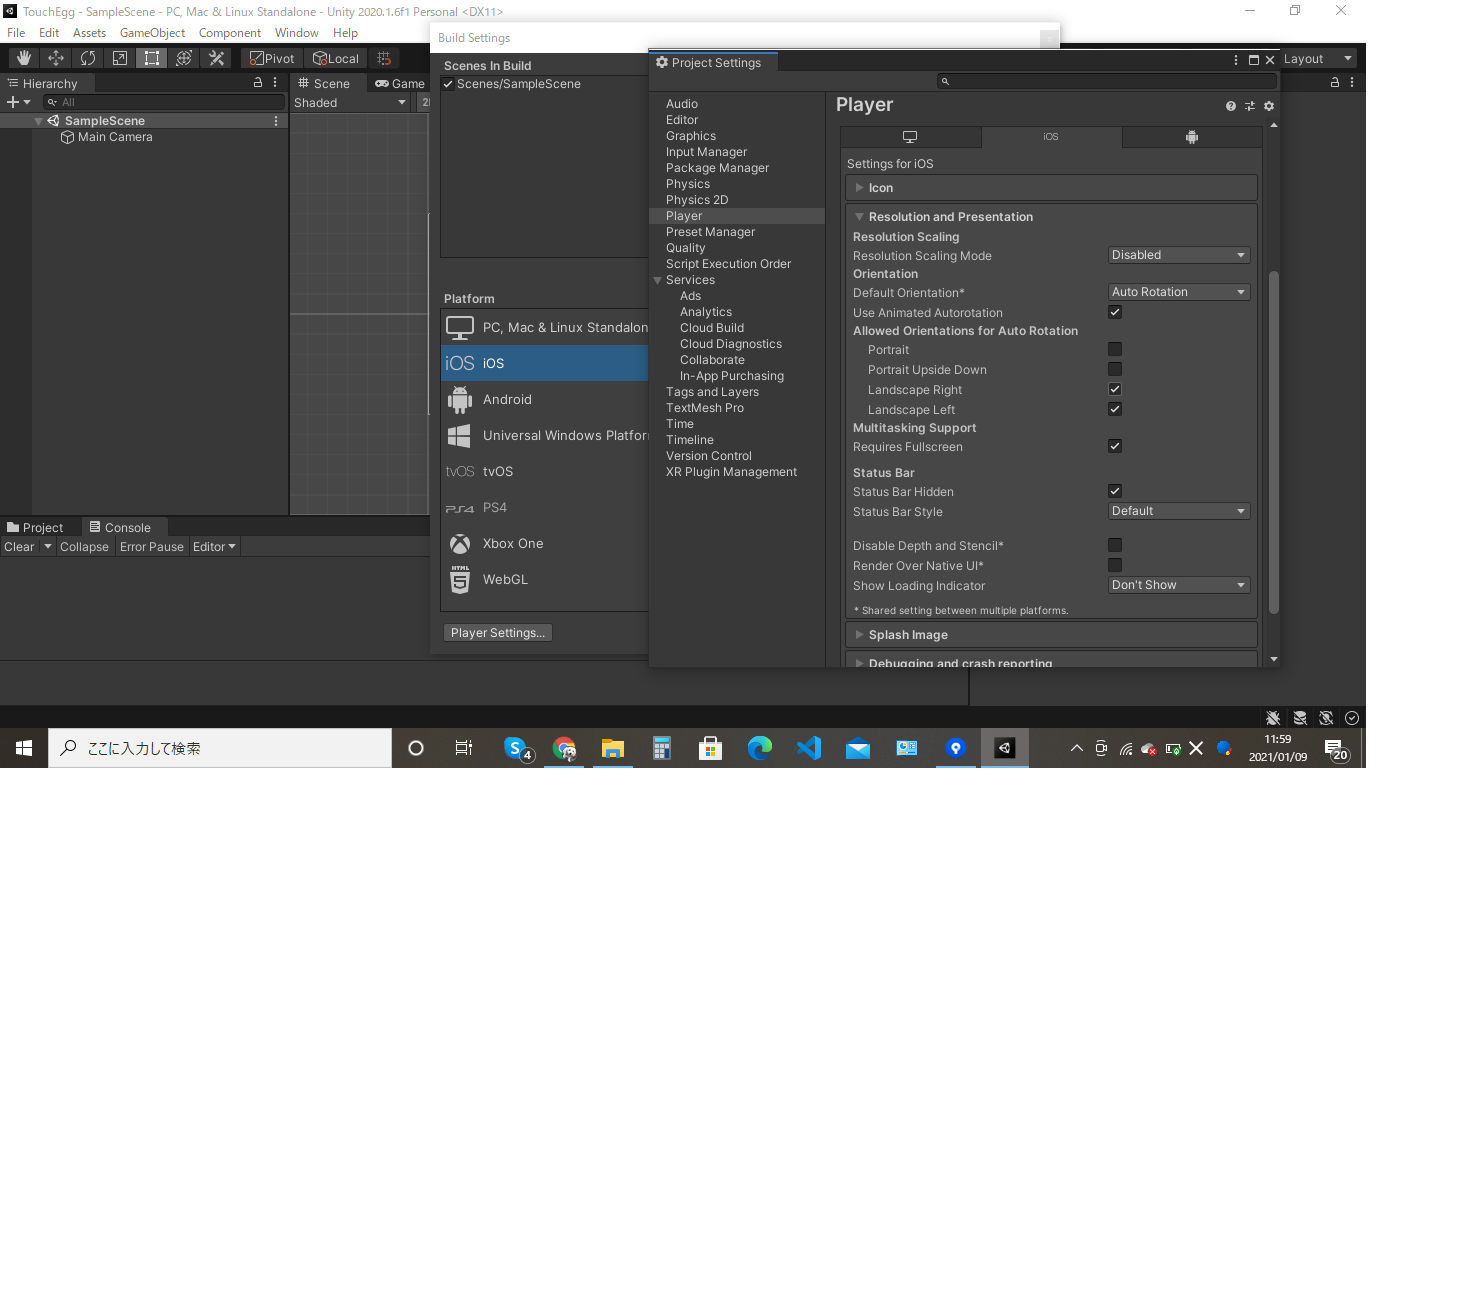 TouchEgg - SampleScene - PC, Mac & Linux Standalone - Unity 2020.1.6f1 Personal <DX11>
File Edit Assets GameObject Component Window Help
Pivot Local
Layout
Hierarchy
All
SampleScene
Main Camera
Scene Game
Shaded
Build Settings
Scenes In Build
Scenes/SampleScene
Platform
PC, Mac & Linux Standalon
iOS iOS
Android
Universal Windows Platfor
tvOS tvOS
PS4 PS4
Xbox One
HTML
5 WebGL
Player Settings...
Project Settings
Audio
Editor
Graphics
Input Manager
Package Manager
Physics
Physics 2D
Player
Preset Manager
Quality
Script Execution Order
Services
Ads
Analytics
Cloud Build
Cloud Diagnostics
Collaborate
In-App Purchasing
Tags and Layers
TextMesh Pro
Time
Timeline
Version Control
XR Plugin Management
Player
iOS
Settings for iOS
Icon
Resolution and Presentation
Resolution Scaling
Resolution Scaling Mode Disabled
Orientation
Default Orientation* Auto Rotation
Use Animated Autorotation
Allowed Orientations for Auto Rotation
Portrait
Portrait Upside Down
Landscape Right
Landscape Left
Multitasking Support
Requires Fullscreen
Status Bar
Status Bar Hidden
Status Bar Style Default
Disable Depth and Stencil*
Render Over Native UI*
Show Loading Indicator Don't Show
* Shared setting between multiple platforms.
Splash Image
Debugging and crash reporting
Project Console
Clear Collapse Error Pause Editor
ここに入力して検索
S 4
11:59
2021/01/09
20